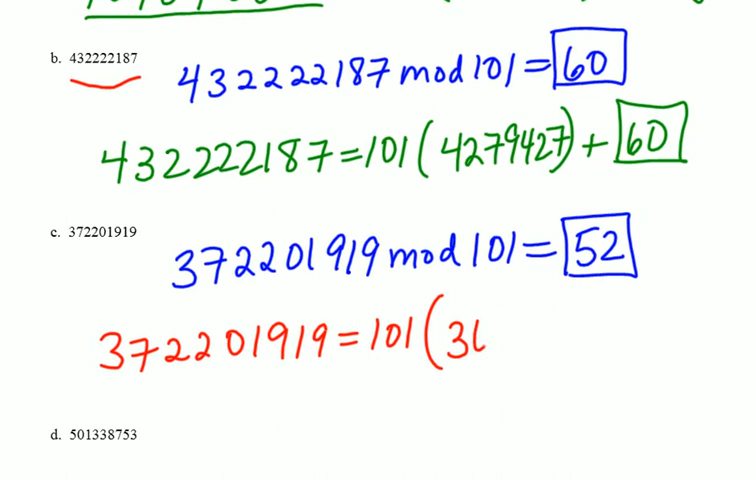 b. 432222187
432222187 mod 101 = 60
432222187 = 101(4279427) + 60
c. 372201919
372201919 mod 101 = 52
372201919 = 101(36
d. 501338753